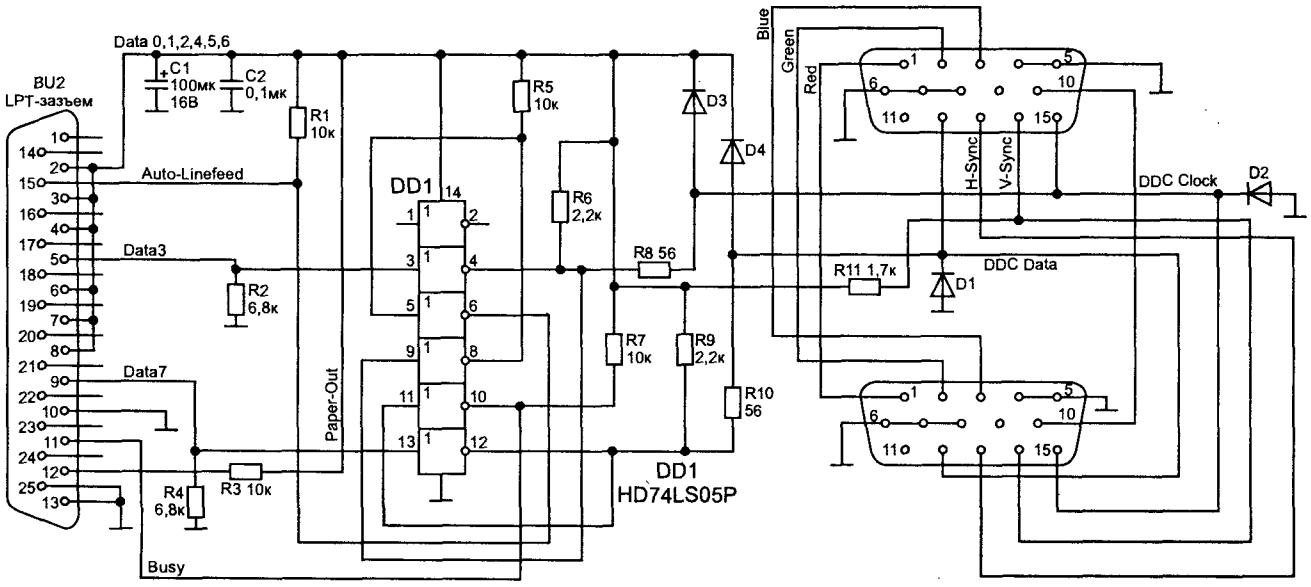 Data 0,1,2,4,5,6
BU2
LPT-зазъем
+ C1
100мк
16В
C2
0,1мк
R1
10к
R5
10к
D3
D4
Blue
Green
Red
1
5
6
10
11
15
H-Sync
V-Sync
DDC Clock
D2
1
14
2
15
3
16
4
17
5
18
6
19
7
20
8
21
9
22
10
23
11
24
12
25
13
Auto-Linefeed
Data3
R2
6,8к
Data7
R4
6,8к
R3 10к
Paper-Out
Busy
DD1
14
1
1
2
3
1
4
5
1
6
9
1
8
11
1
10
13
1
12
R6
2,2к
R8 56
R7
10к
R9
2,2к
R10
56
R11 1,7к
DDC Data
D1
DD1
HD74LS05P
1
5
6
10
11
15